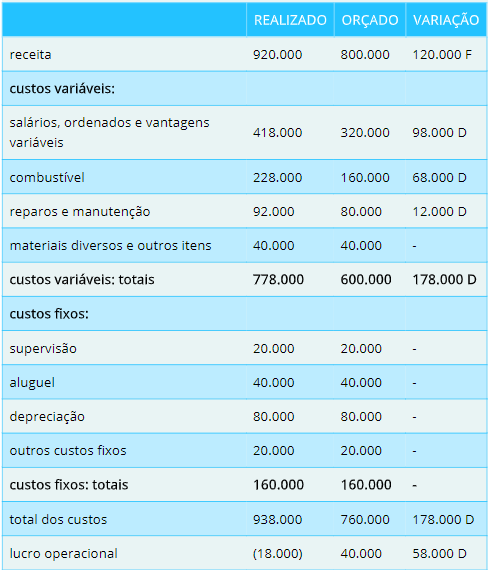 REALIZADO ORÇADO VARIAÇÃO
receita 920.000 800.000 120.000 F
custos variáveis:
salários, ordenados e vantagens
variáveis 418.000 320.000 98.000 D
combustível 228.000 160.000 68.000 D
reparos e manutenção 92.000 80.000 12.000 D
materiais diversos e outros itens 40.000 40.000 -
custos variáveis: totais 778.000 600.000 178.000 D
custos fixos:
supervisão 20.000 20.000 -
aluguel 40.000 40.000 -
depreciação 80.000 80.000 -
outros custos fixos 20.000 20.000 -
custos fixos: totais 160.000 160.000 -
total dos custos 938.000 760.000 178.000 D
lucro operacional (18.000) 40.000 58.000 D